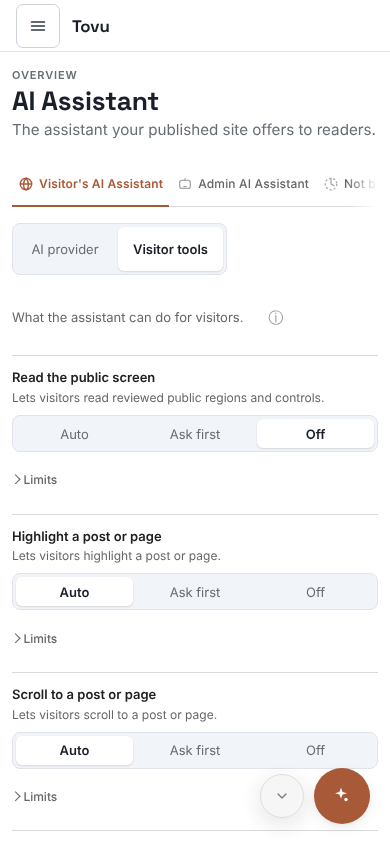 Tovu
OVERVIEW
AI Assistant
The assistant your published site offers to readers.
Visitor's AI Assistant
Admin AI Assistant
Not b
AI provider
Visitor tools
What the assistant can do for visitors.
Read the public screen
Lets visitors read reviewed public regions and controls.
Auto
Ask first
Off
Limits
Highlight a post or page
Lets visitors highlight a post or page.
Auto
Ask first
Off
Limits
Scroll to a post or page
Lets visitors scroll to a post or page.
Auto
Ask first
Off
Limits